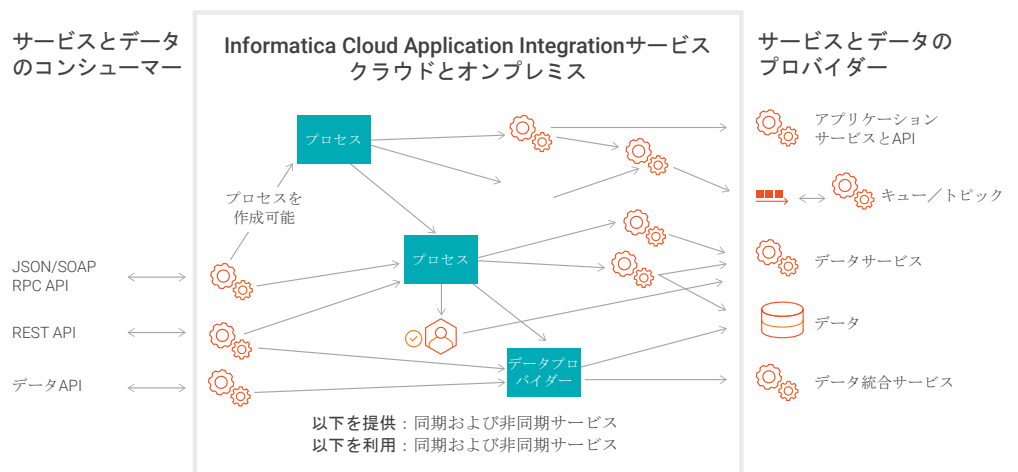 サービスとデータ
のコンシューマー
Informatica Cloud Application Integrationサービス
クラウドとオンプレミス
サービスとデータの
プロバイダー
プロセス
アプリケーション
サービスとAPI
プロセスを
作成可能
キュー／トピック
プロセス
JSON/SOAP
RPC API
データサービス
REST API
データ
データプロ
バイダー
データAPI
データ統合サービス
以下を提供：同期および非同期サービス
以下を利用：同期および非同期サービス